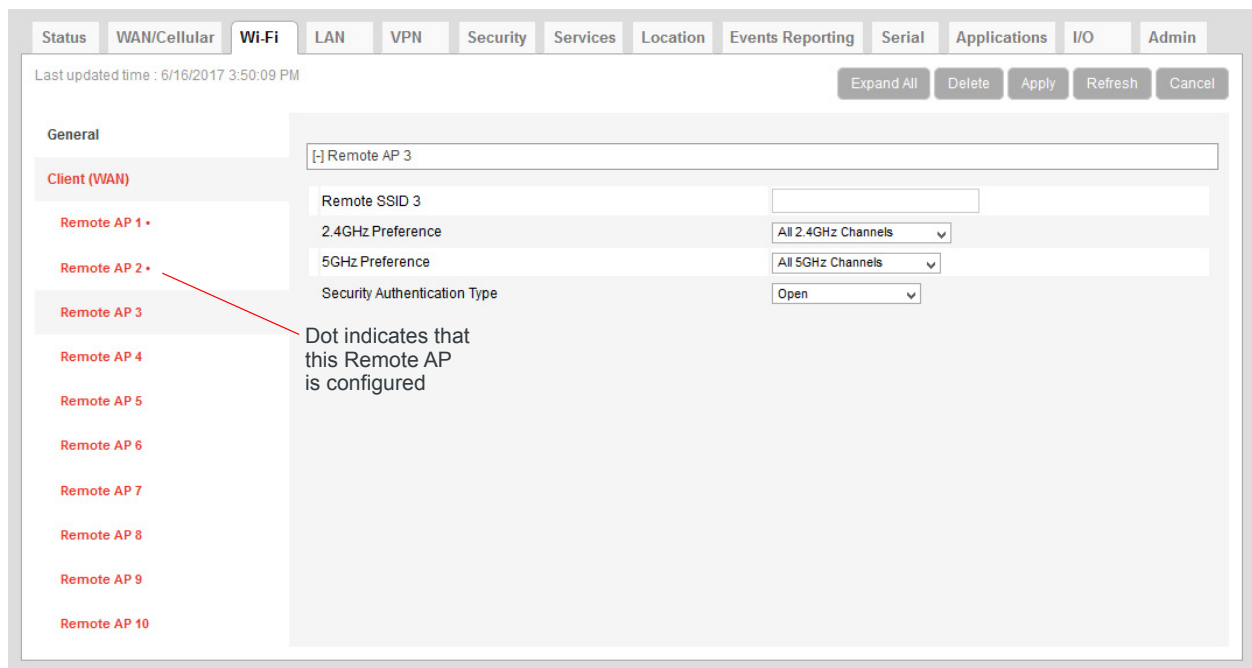 Status WAN/Cellular Wi-Fi LAN VPN Security Services Location Events Reporting Serial Applications I/O Admin
Last updated time : 6/16/2017 3:50:09 PM
Expand All Delete Apply Refresh Cancel
General
Client (WAN)
Remote AP 1 •
Remote AP 2 •
Remote AP 3
Remote AP 4
Remote AP 5
Remote AP 6
Remote AP 7
Remote AP 8
Remote AP 9
Remote AP 10
[-] Remote AP 3
Remote SSID 3
2.4GHz Preference All 2.4GHz Channels
5GHz Preference All 5GHz Channels
Security Authentication Type Open
Dot indicates that
this Remote AP
is configured